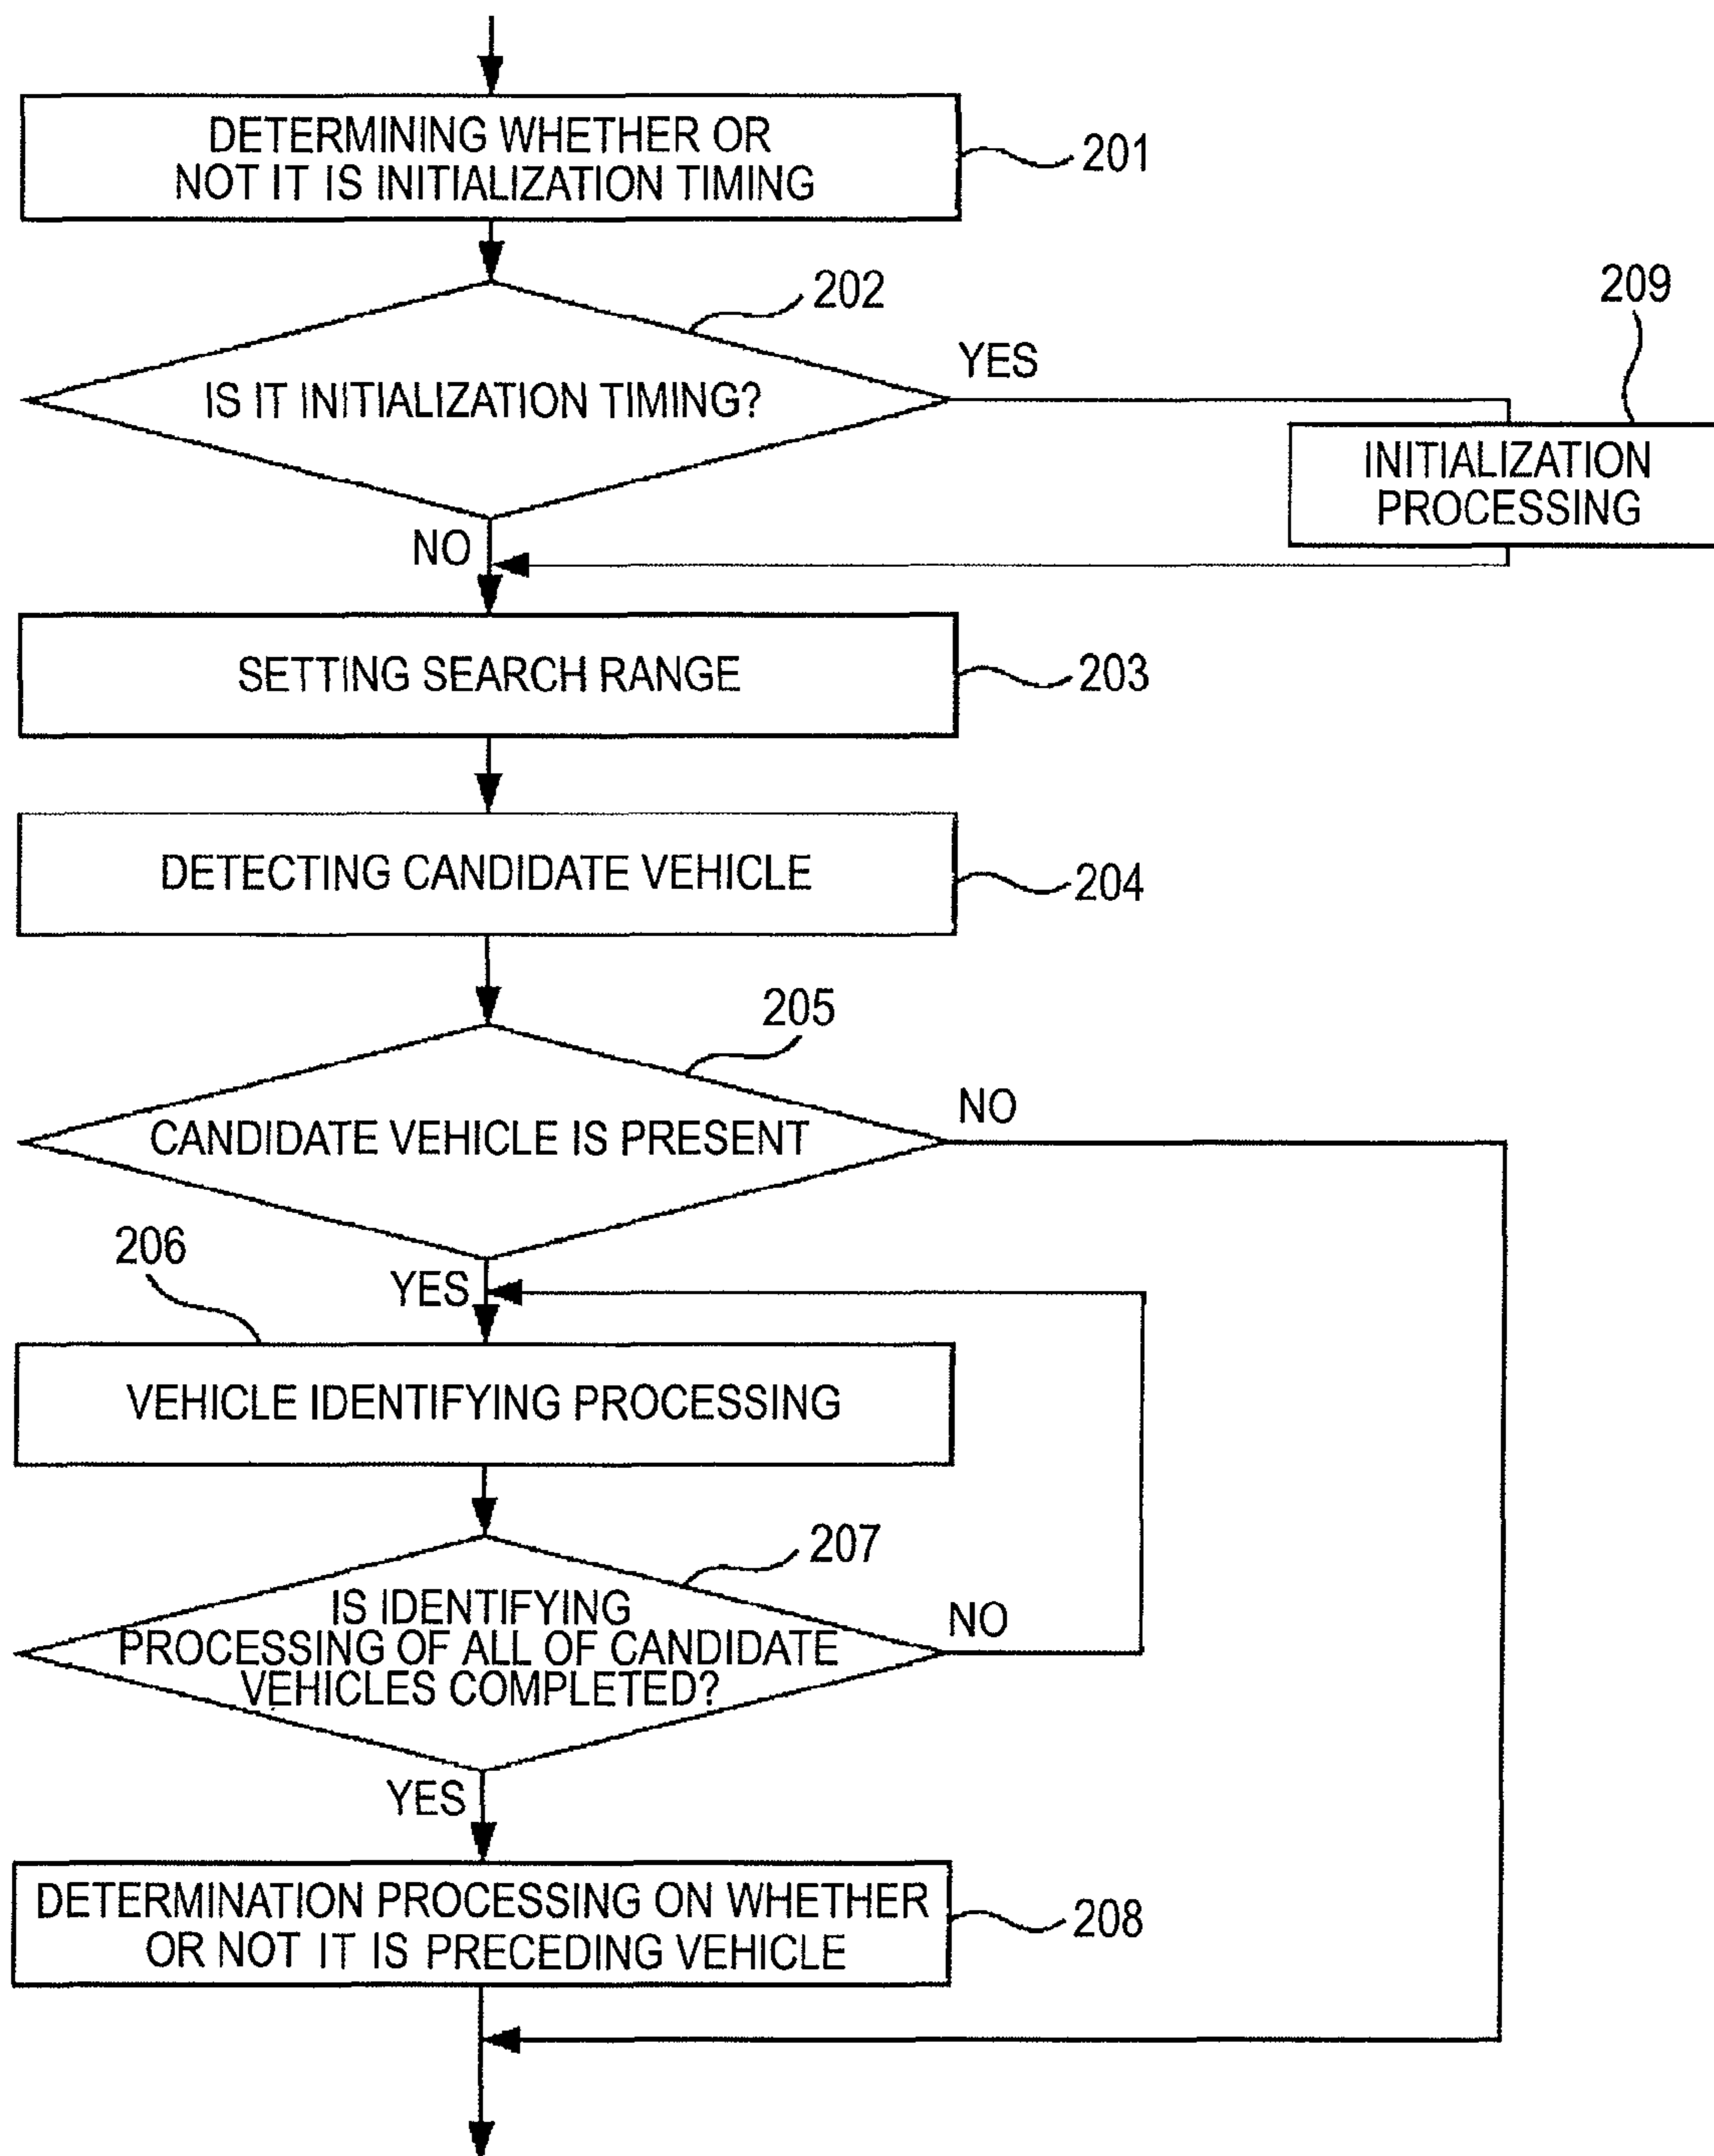 DETERMINING WHETHER OR
NOT IT IS INITIALIZATION TIMING
201
202
209
YES
IS IT INITIALIZATION TIMING?
INITIALIZATION
PROCESSING
NO
SETTING SEARCH RANGE
203
DETECTING CANDIDATE VEHICLE
204
205
NO
CANDIDATE VEHICLE IS PRESENT
206
YES
VEHICLE IDENTIFYING PROCESSING
207
IS IDENTIFYING
PROCESSING OF ALL OF CANDIDATE
VEHICLES COMPLETED?
NO
YES
DETERMINATION PROCESSING ON WHETHER
OR NOT IT IS PRECEDING VEHICLE
208